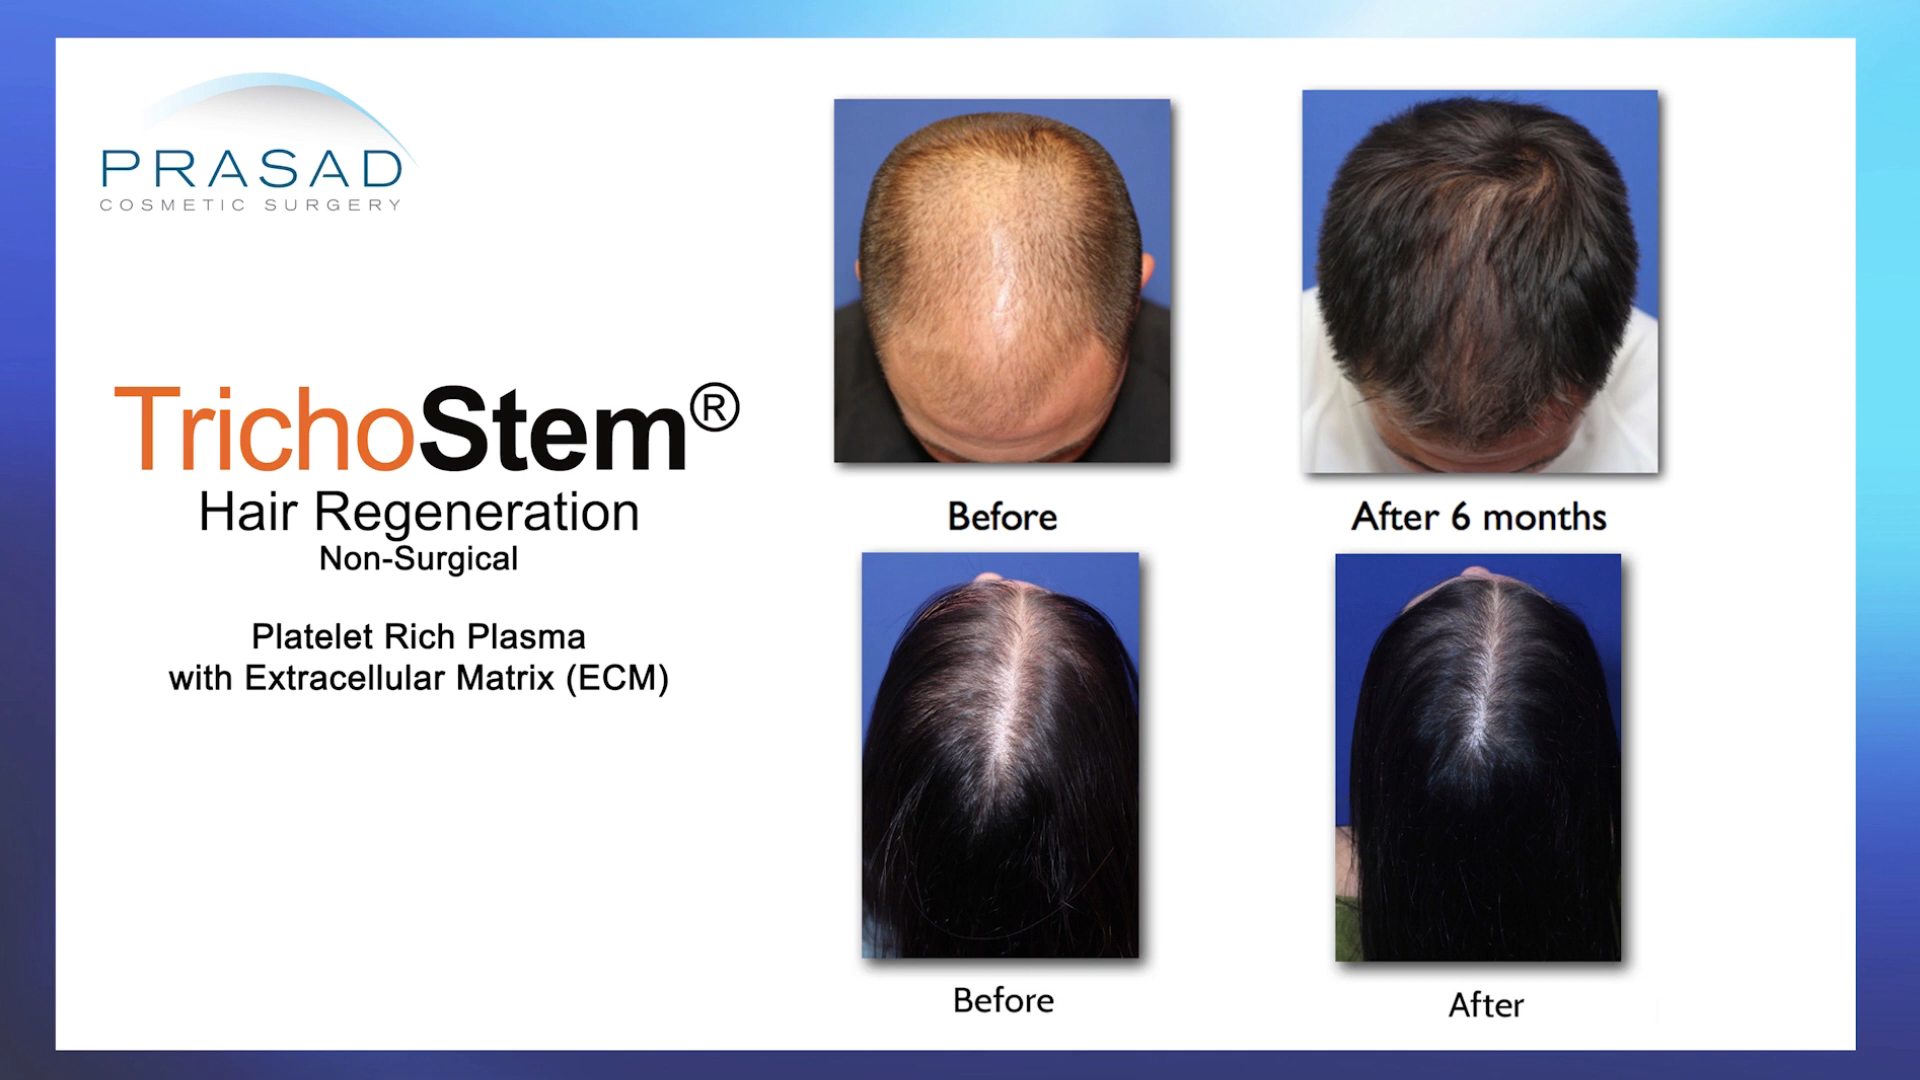 PRASAD
COSMETIC SURGERY
TrichoStem®
Hair Regeneration
Non-Surgical
Platelet Rich Plasma
with Extracellular Matrix (ECM)
Before
After 6 months
Before
After